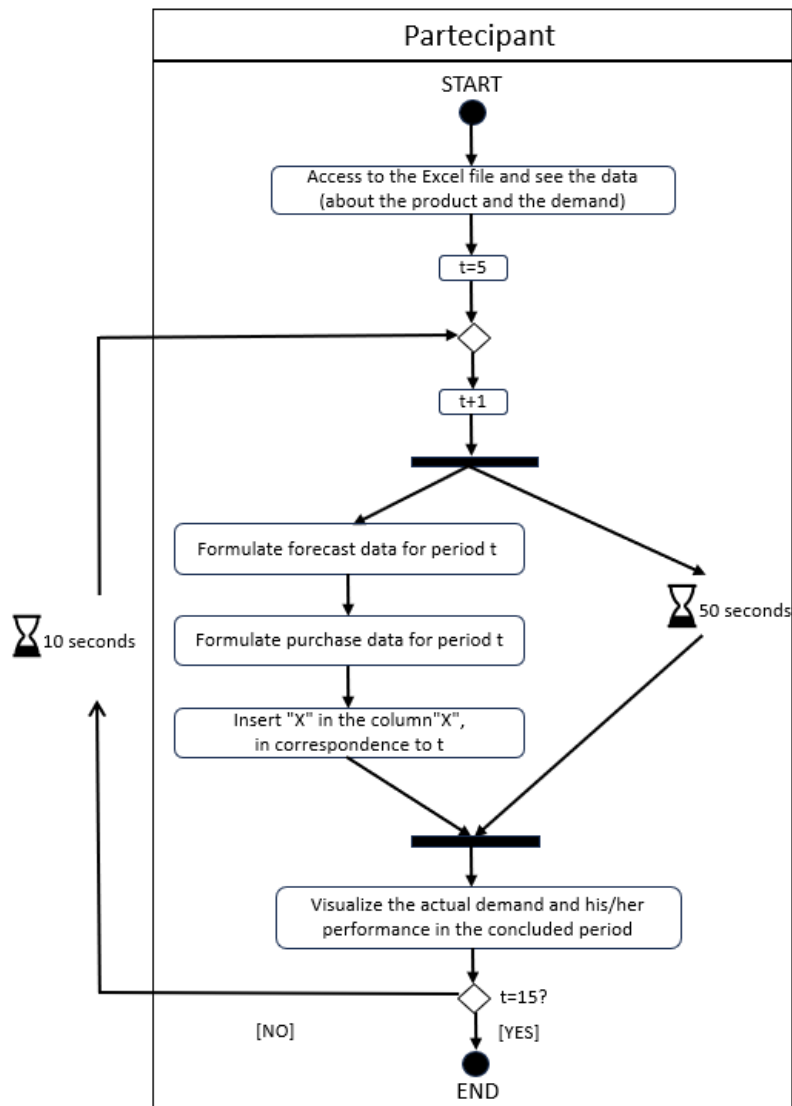 Partecipant
START
Access to the Excel file and see the data
(about the product and the demand)
t=5
t+1
Formulate forecast data for period t
50 seconds
10 seconds
Formulate purchase data for period t
Insert "X" in the column"X",
in correspondence to t
Visualize the actual demand and his/her
performance in the concluded period
t=15?
[NO]
[YES]
END